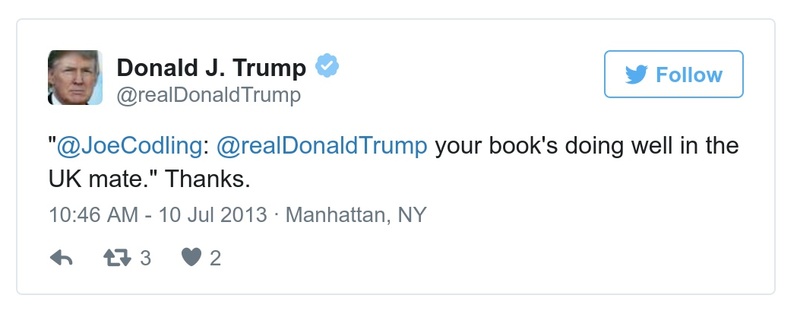 Donald J. Trump
Follow
@realDonaldTrump
"@JoeCodling: @realDonaldTrump your book's doing well in the
UK mate." Thanks.
10:46 AM - 10 Jul 2013 · Manhattan, NY
3 2